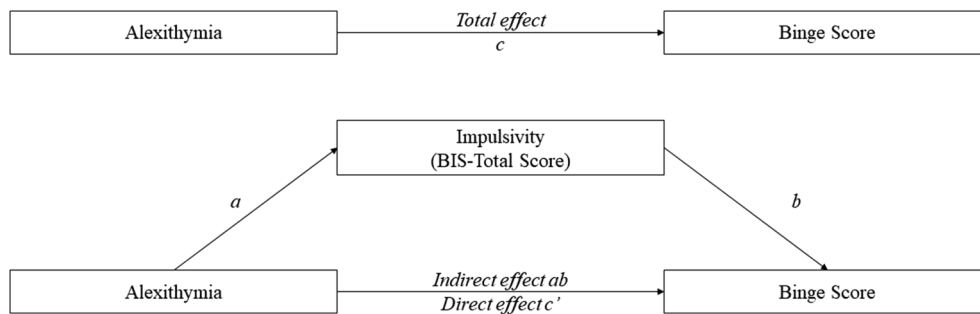 Alexithymia
Total effect
c
Binge Score
Impulsivity
(BIS-Total Score)
a
b
Alexithymia
Indirect effect ab
Direct effect c’
Binge Score